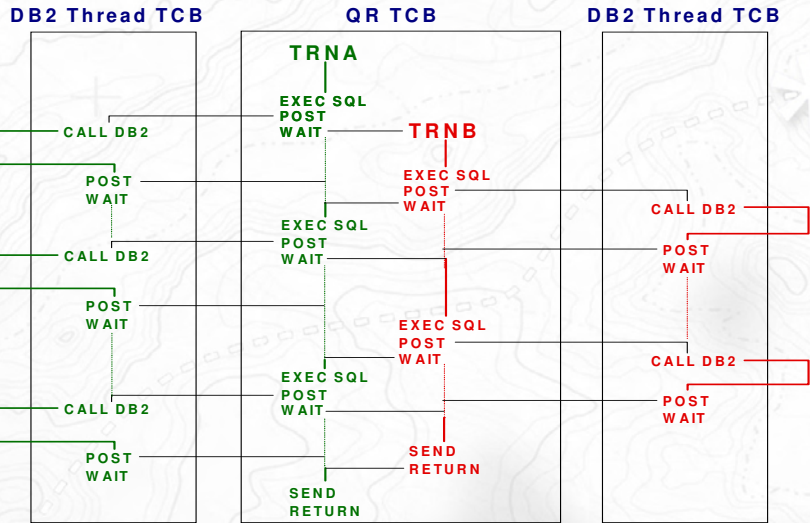 DB2 Thread TCB
QR TCB
DB2 Thread TCB
TRNA
EXEC SQL
POST
WAIT
CALL DB2
TRNB
EXEC SQL
POST
WAIT
POST
WAIT
CALL DB2
EXEC SQL
POST
WAIT
POST
WAIT
CALL DB2
POST
WAIT
EXEC SQL
POST
WAIT
CALL DB2
EXEC SQL
POST
WAIT
CALL DB2
POST
WAIT
SEND
RETURN
POST
WAIT
SEND
RETURN